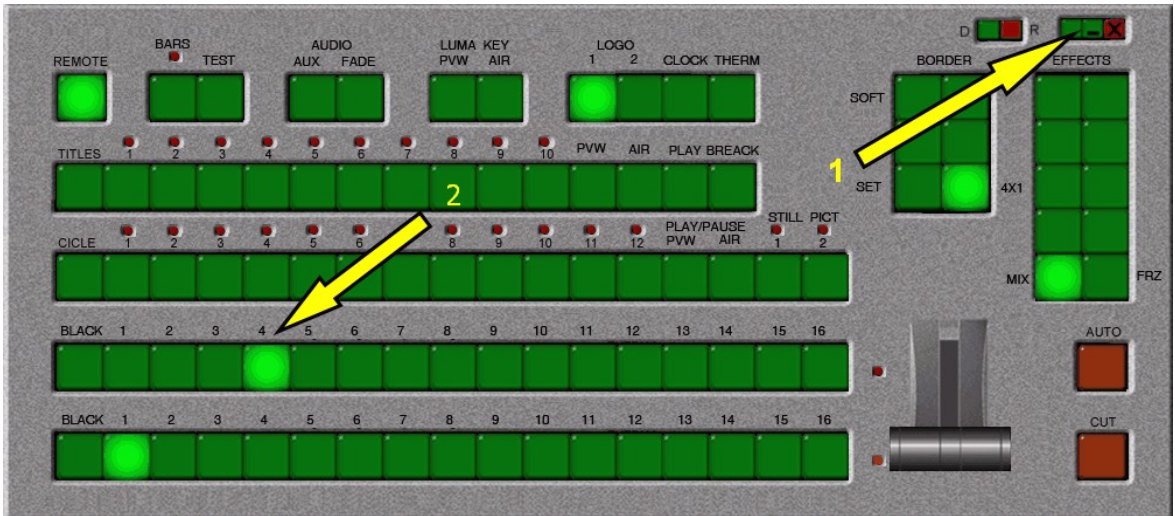 D R
BARS AUDIO LUMA KEY LOGO
REMOTE TEST AUX FADE PVW AIR 1 2 CLOCK THERM BORDER EFFECTS
SOFT
TITLES 1 2 3 4 5 6 7 8 9 10 PVW AIR PLAY BREACK
1
SET 4X1
2
CICLE 1 2 3 4 5 6 8 9 10 11 12 PLAY/PAUSE PVW AIR STILL PICT 1 2
MIX FRZ
BLACK 1 2 3 4 5 6 7 8 9 10 11 12 13 14 15 16 AUTO
BLACK 1 2 3 4 5 6 7 8 9 10 11 12 13 14 15 16 CUT